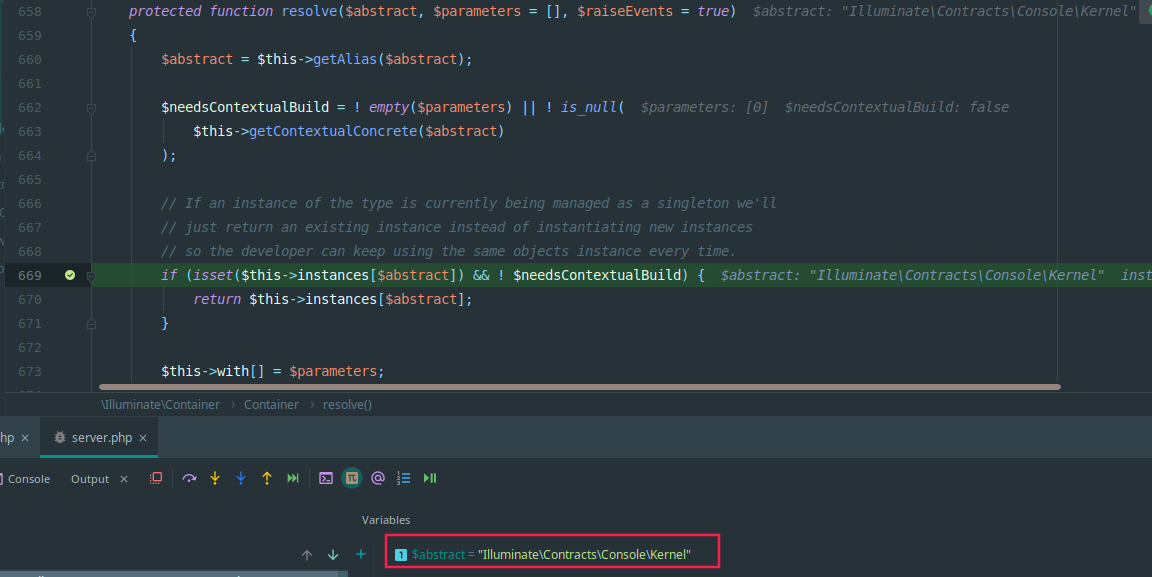 658 protected function resolve($abstract, $parameters = [], $raiseEvents = true)  $abstract: "Illuminate\Contracts\Console\Kernel"
659 {
660 $abstract = $this->getAlias($abstract);
661
662 $needsContextualBuild = ! empty($parameters) || ! is_null(  $parameters: [0]  $needsContextualBuild: false
663 $this->getContextualConcrete($abstract)
664 );
665
666 // If an instance of the type is currently being managed as a singleton we'll
667 // just return an existing instance instead of instantiating new instances
668 // so the developer can keep using the same objects instance every time.
669 if (isset($this->instances[$abstract]) && ! $needsContextualBuild) {  $abstract: "Illuminate\Contracts\Console\Kernel"  inst
670 return $this->instances[$abstract];
671 }
672
673 $this->with[] = $parameters;
\Illuminate\Container › Container › resolve()
hp × server.php ×
Console Output ×
Variables
1 $abstract = "Illuminate\Contracts\Console\Kernel"